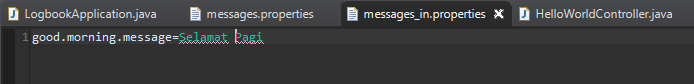 LogbookApplication.java messages.properties messages_in.properties HelloWorldController.java
1 good.morning.message=Selamat Pagi